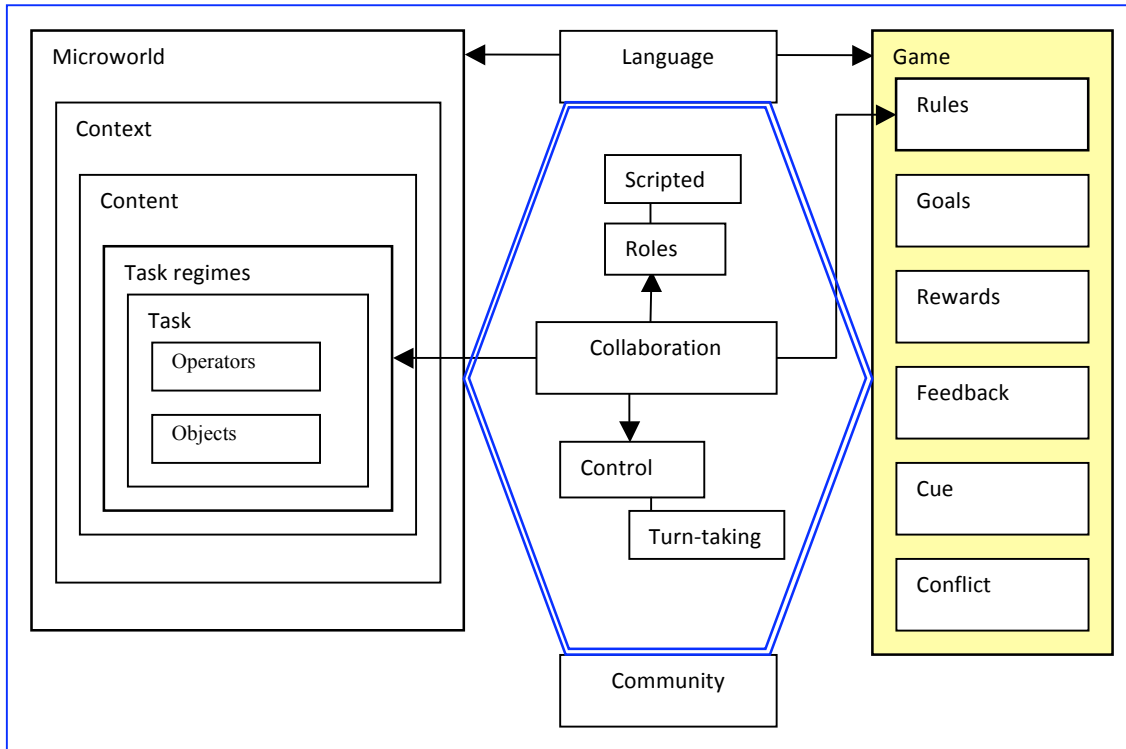 Microworld
Context
Content
Task regimes
Task
Operators
Objects
Language
Scripted
Roles
Collaboration
Control
Turn-taking
Community
Game
Rules
Goals
Rewards
Feedback
Cue
Conflict